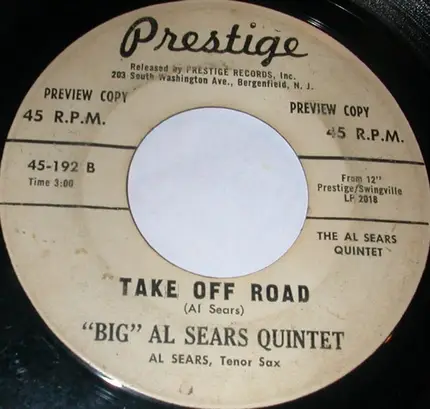 Prestige
Released by PRESTIGE RECORDS, Inc.
203 South Washington Ave., Bergenfield, N. J.
PREVIEW COPY
45 R.P.M.
PREVIEW COPY
45 R.P.M.
45-192 B
Time 3:00
From 12"
Prestige/Swingville
LP 2018
THE AL SEARS
QUINTET
TAKE OFF ROAD
(Al Sears)
"BIG" AL SEARS QUINTET
AL SEARS, Tenor Sax